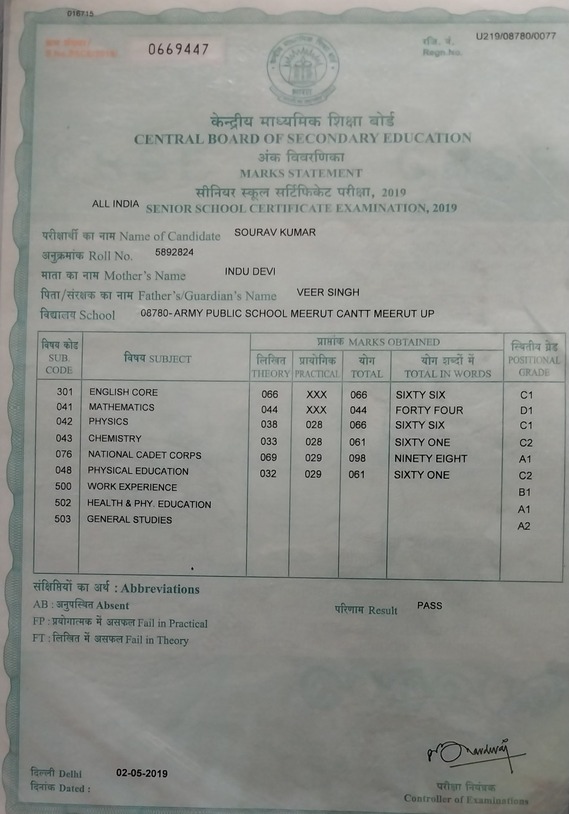 018715
0669447
रजि. नं. U219/08780/0077
Regn.No.
केन्द्रीय माध्यमिक शिक्षा बोर्ड
CENTRAL BOARD OF SECONDARY EDUCATION
अंक विवरणिका
MARKS STATEMENT
सीनियर स्कूल सर्टिफिकेट परीक्षा, 2019
ALL INDIA SENIOR SCHOOL CERTIFICATE EXAMINATION, 2019
परीक्षार्थी का नाम Name of Candidate SOURAV KUMAR
अनुक्रमांक Roll No. 5892824
माता का नाम Mother's Name INDU DEVI
पिता/संरक्षक का नाम Father's/Guardian's Name VEER SINGH
विद्यालय School 08780-ARMY PUBLIC SCHOOL MEERUT CANTT MEERUT UP
विषय कोड विषय SUBJECT प्राप्तांक MARKS OBTAINED स्थितीय ग्रेड
SUB. लिखित प्रायोगिक योग योग शब्दों में POSITIONAL
CODE THEORY PRACTICAL TOTAL TOTAL IN WORDS GRADE
301 ENGLISH CORE 066 XXX 066 SIXTY SIX C1
041 MATHEMATICS 044 XXX 044 FORTY FOUR D1
042 PHYSICS 038 028 066 SIXTY SIX C1
043 CHEMISTRY 033 028 061 SIXTY ONE C2
076 NATIONAL CADET CORPS 069 029 098 NINETY EIGHT A1
048 PHYSICAL EDUCATION 032 029 061 SIXTY ONE C2
500 WORK EXPERIENCE B1
502 HEALTH & PHY. EDUCATION A1
503 GENERAL STUDIES A2
संक्षिप्तियों का अर्थ : Abbreviations
AB : अनुपस्थित Absent परिणाम Result PASS
FP : प्रयोगात्मक में असफल Fail in Practical
FT : लिखित में असफल Fail in Theory
दिल्ली Delhi 02-05-2019
दिनांक Dated :
परीक्षा नियंत्रक
Controller of Examinations